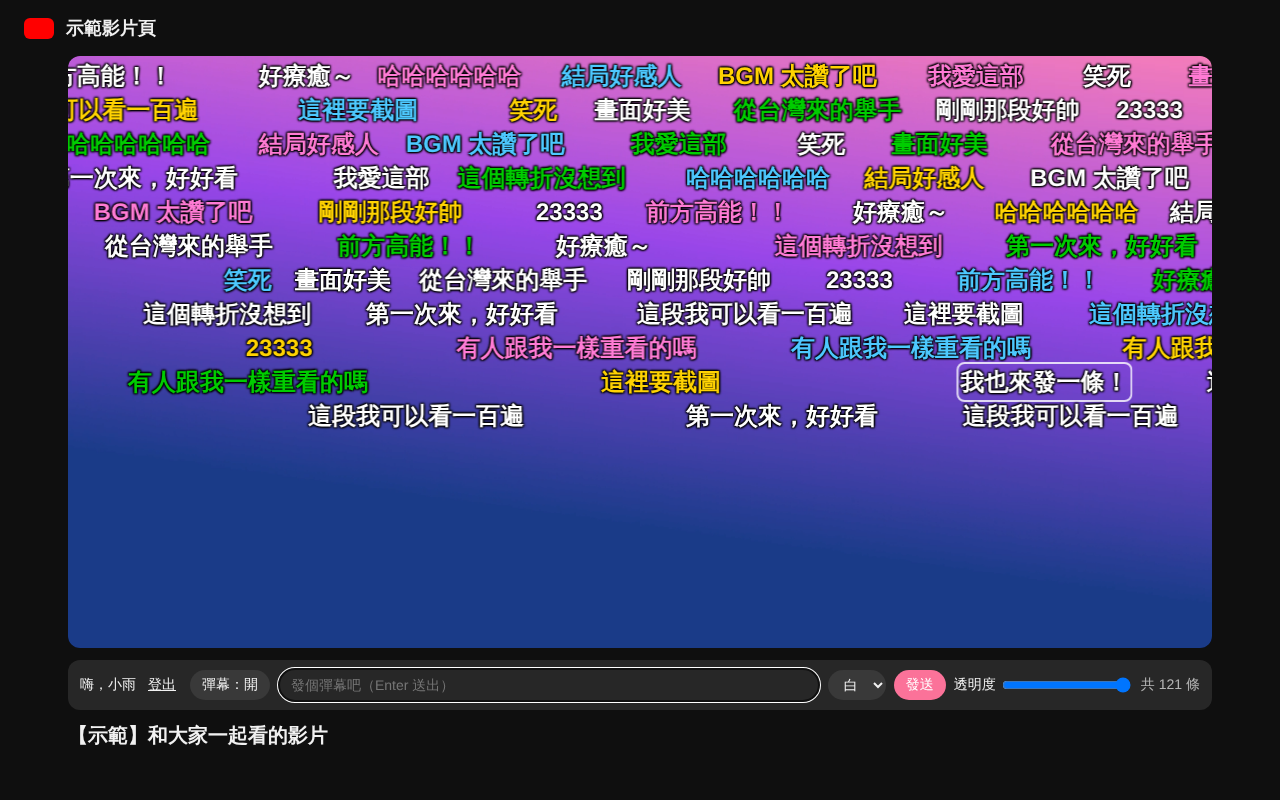 示範影片頁
方高能！！ 好療癒～ 哈哈哈哈哈哈 結局好感人 BGM 太讚了吧 我愛這部 笑死 畫
可以看一百遍 這裡要截圖 笑死 畫面好美 從台灣來的舉手 剛剛那段好帥 23333
哈哈哈哈哈哈 結局好感人 BGM 太讚了吧 我愛這部 笑死 畫面好美 從台灣來的舉手
一次來，好好看 我愛這部 這個轉折沒想到 哈哈哈哈哈哈 結局好感人 BGM 太讚了吧
BGM 太讚了吧 剛剛那段好帥 23333 前方高能！！ 好療癒～ 哈哈哈哈哈哈 結局
從台灣來的舉手 前方高能！！ 好療癒～ 這個轉折沒想到 第一次來，好好看
笑死 畫面好美 從台灣來的舉手 剛剛那段好帥 23333 前方高能！！ 好療癒
這個轉折沒想到 第一次來，好好看 這段我可以看一百遍 這裡要截圖 這個轉折沒想
23333 有人跟我一樣重看的嗎 有人跟我一樣重看的嗎 有人跟我
有人跟我一樣重看的嗎 這裡要截圖 我也來發一條！
這段我可以看一百遍 第一次來，好好看 這段我可以看一百遍
嗨，小雨 登出 彈幕：開 發個彈幕吧（Enter 送出） 白 發送 透明度 共 121 條
【示範】和大家一起看的影片